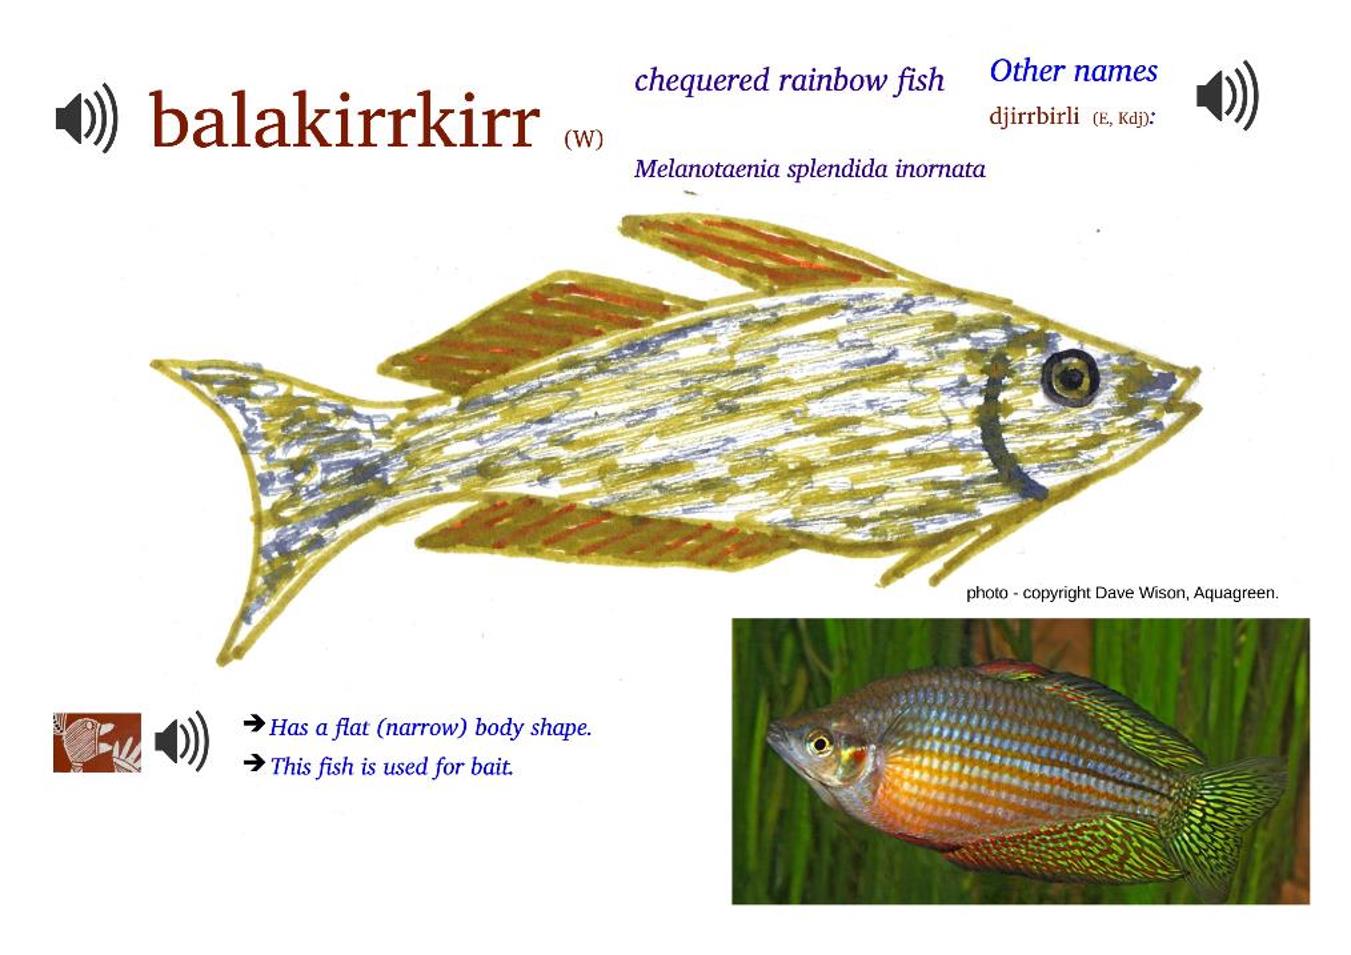 balakirrkirr (W)
chequered rainbow fish
Melanotaenia splendida inornata
Other names
djirrbirli (E, Kdj):
photo - copyright Dave Wison, Aquagreen.
➔ Has a flat (narrow) body shape.
➔ This fish is used for bait.